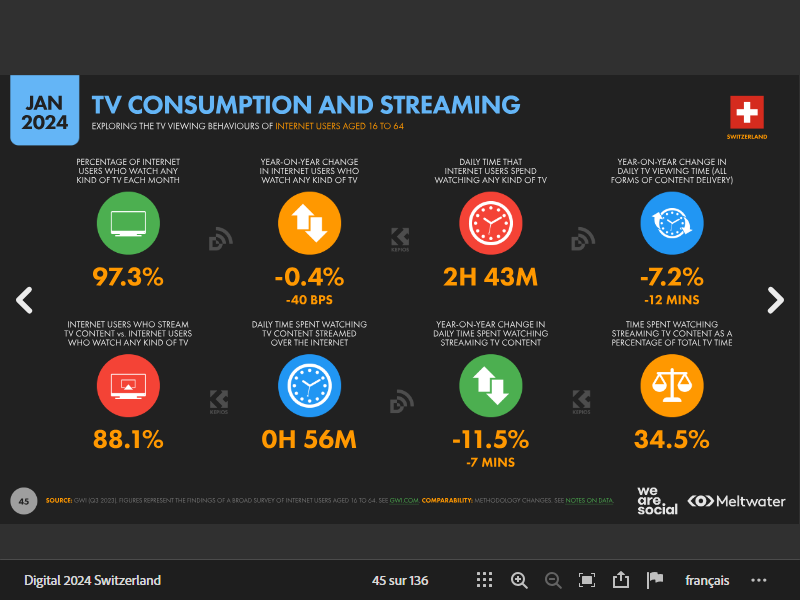 JAN
2024
TV CONSUMPTION AND STREAMING
EXPLORING THE TV VIEWING BEHAVIOURS OF INTERNET USERS AGED 16 TO 64
SWITZERLAND
PERCENTAGE OF INTERNET
USERS WHO WATCH ANY
KIND OF TV EACH MONTH
97.3%
YEAR-ON-YEAR CHANGE
IN INTERNET USERS WHO
WATCH ANY KIND OF TV
-0.4%
-40 BPS
DAILY TIME THAT
INTERNET USERS SPEND
WATCHING ANY KIND OF TV
2H 43M
YEAR-ON-YEAR CHANGE IN
DAILY TV VIEWING TIME (ALL
FORMS OF CONTENT DELIVERY)
-7.2%
-12 MINS
KEPIOS
INTERNET USERS WHO STREAM
TV CONTENT vs. INTERNET USERS
WHO WATCH ANY KIND OF TV
88.1%
DAILY TIME SPENT WATCHING
TV CONTENT STREAMED
OVER THE INTERNET
0H 56M
YEAR-ON-YEAR CHANGE IN
DAILY TIME SPENT WATCHING
STREAMING TV CONTENT
-11.5%
-7 MINS
TIME SPENT WATCHING
STREAMING TV CONTENT AS A
PERCENTAGE OF TOTAL TV TIME
34.5%
KEPIOS
KEPIOS
45
SOURCE: GWI (Q3 2023). FIGURES REPRESENT THE FINDINGS OF A BROAD SURVEY OF INTERNET USERS AGED 16 TO 64. SEE GWI.COM. COMPARABILITY: METHODOLOGY CHANGES. SEE NOTES ON DATA.
we
are.
social
Meltwater
Digital 2024 Switzerland
45 sur 136
français